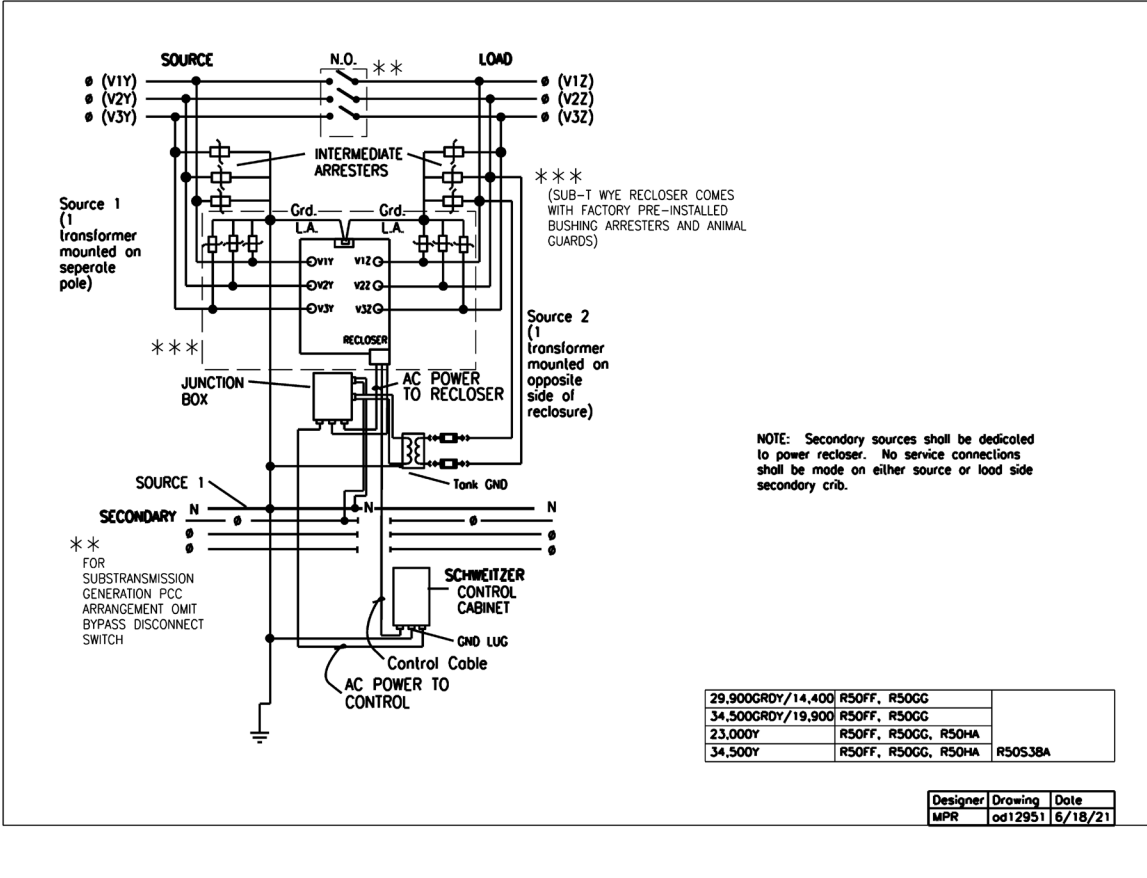 SOURCE
N.O.
**
LOAD
ø (V1Y)
ø (V1Z)
ø (V2Y)
ø (V2Z)
ø (V3Y)
ø (V3Z)
INTERMEDIATE
ARRESTERS
***
(SUB-T WYE RECLOSER COMES
WITH FACTORY PRE-INSTALLED
BUSHING ARRESTERS AND ANIMAL
GUARDS)
Source 1
(1
transformer
mounted on
seperate
pole)
Grd.
L.A.
Grd.
L.A.
V1Y
V1Z
V2Y
V2Z
V3Y
V3Z
RECLOSER
***
Source 2
(1
transformer
mounted on
opposite
side of
reclosure)
JUNCTION
BOX
AC POWER
TO RECLOSER
NOTE: Secondary sources shall be dedicated
to power recloser. No service connections
shall be made on either source or load side
secondary crib.
Tank GND
SOURCE 1
SECONDARY
N
N
N
ø
ø
ø
ø
ø
ø
**
FOR
SUBSTRANSMISSION
GENERATION PCC
ARRANGEMENT OMIT
BYPASS DISCONNECT
SWITCH
SCHWEITZER
CONTROL
CABINET
GND LUG
Control Cable
AC POWER TO
CONTROL
29,900GRDY/14,400 R50FF, R50GG
34,500GRDY/19,900 R50FF, R50GG
23,000Y R50FF, R50GG, R50HA
34,500Y R50FF, R50GG, R50HA R50S38A
Designer Drawing Date
MPR od12951 6/18/21